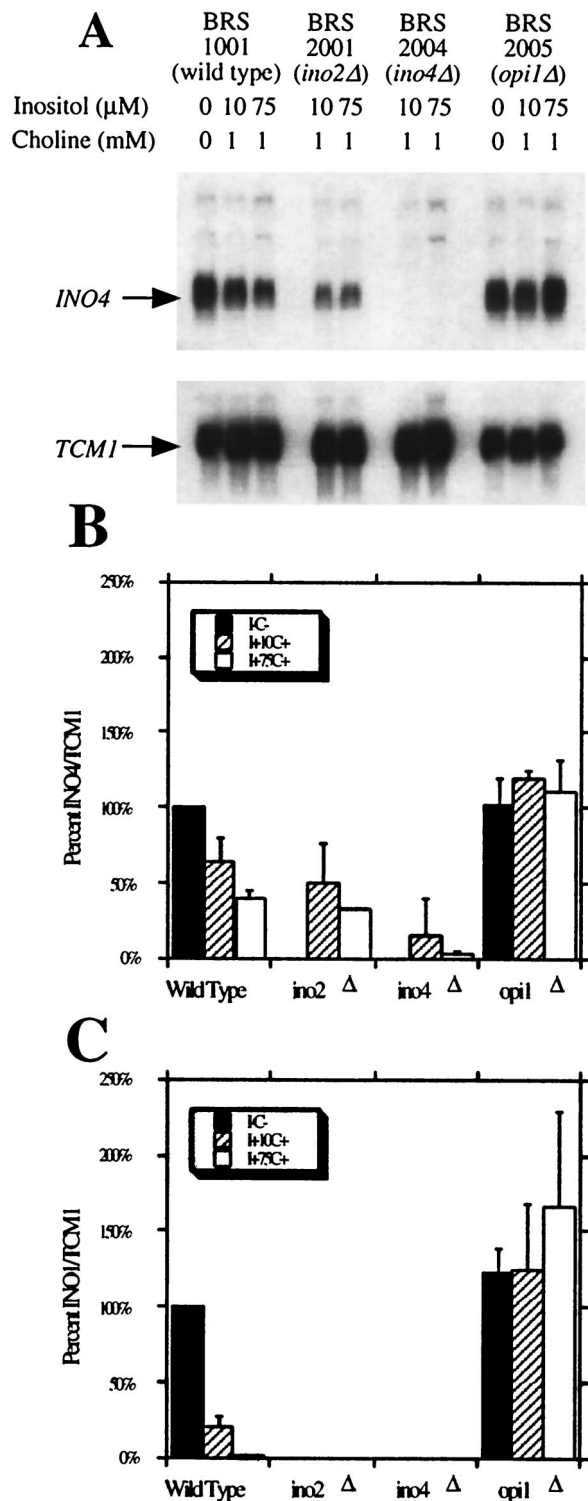 A
BRS BRS BRS BRS
1001 2001 2004 2005
(wild type) (ino2Δ) (ino4Δ) (opi1Δ)
Inositol (μM) 0 10 75 10 75 10 75 0 10 75
Choline (mM) 0 1 1 1 1 1 1 0 1 1
INO4
TCM1
B
250%
200%
150%
100%
50%
0%
Percent INO4/TCM1
I-C-
I+10C+
I+75C+
Wild Type ino2 Δ ino4 Δ opi1 Δ
C
250%
200%
150%
100%
50%
0%
Percent INO1/TCM1
I-C-
I+10C+
I+75C+
Wild Type ino2 Δ ino4 Δ opi1 Δ